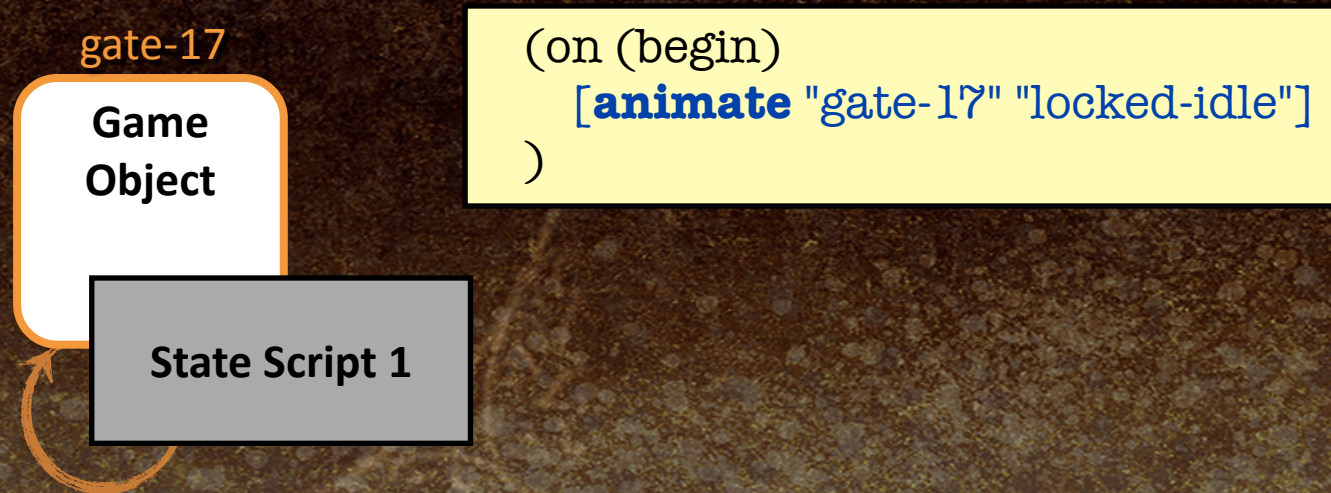 gate-17
Game
Object
State Script 1
(on (begin)
[animate "gate-17" "locked-idle"]
)